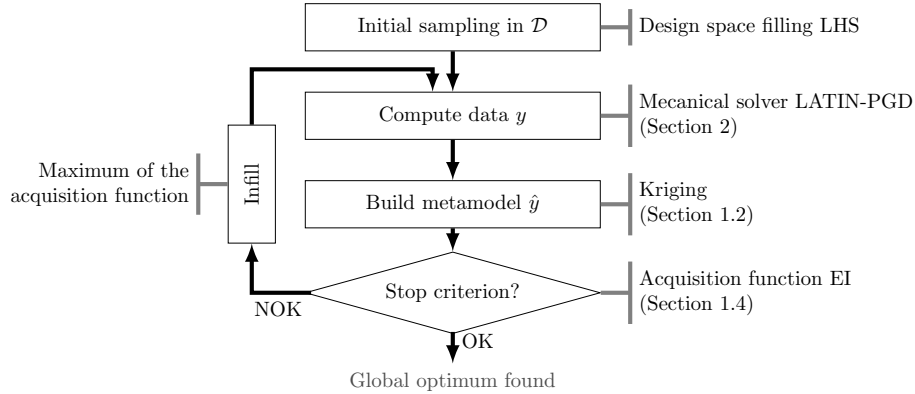 Initial sampling in 𝒟
Design space filling LHS
Compute data y
Mecanical solver LATIN-PGD
(Section 2)
Maximum of the
acquisition function
Infill
Build metamodel ŷ
Kriging
(Section 1.2)
Stop criterion?
Acquisition function EI
(Section 1.4)
NOK
OK
Global optimum found